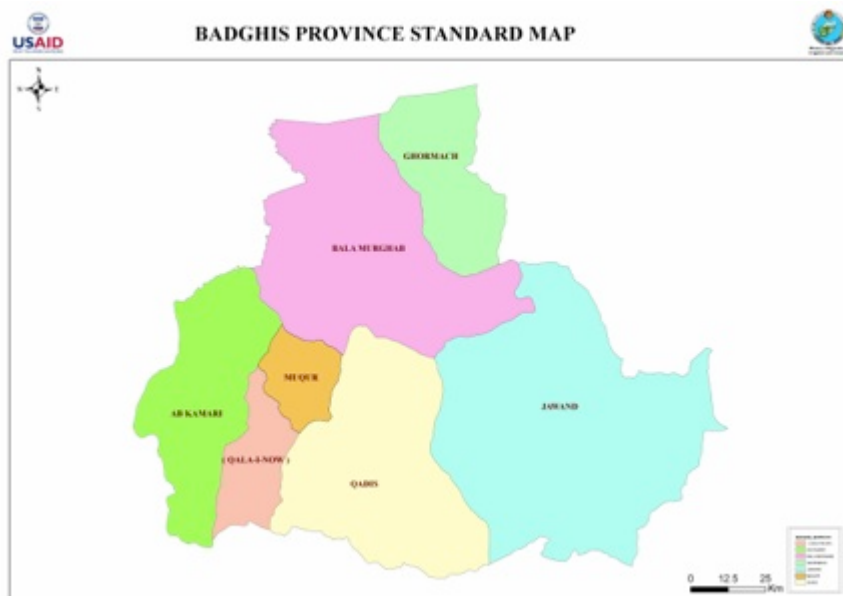 USAID
BADGHIS PROVINCE STANDARD MAP
N
E
S
GHORMACH
BALA MURGHAB
MUQUR
JAWAND
AB KAMARI
( QALA-I-NOW )
QADIS
0 12.5 25
Km